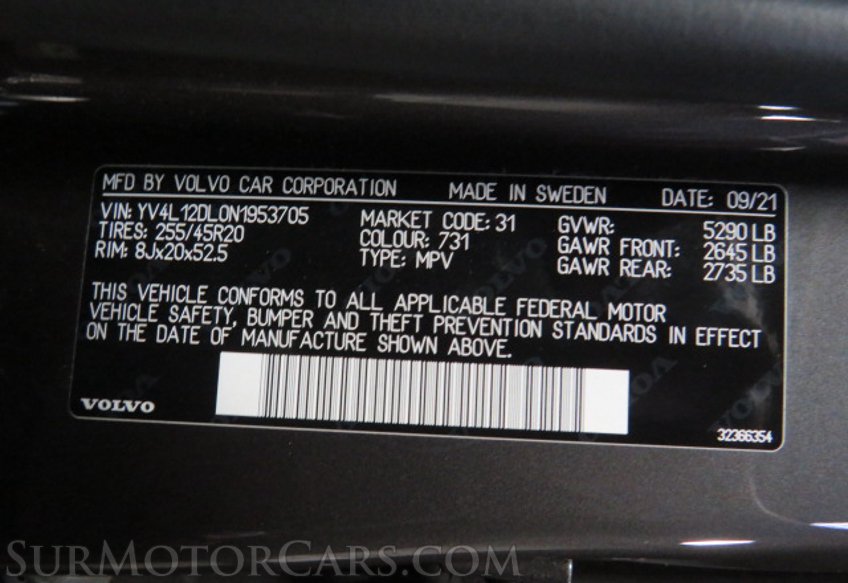 MFD BY VOLVO CAR CORPORATION MADE IN SWEDEN DATE: 09/21
VIN: YV4L12DL0N1953705 MARKET CODE: 31 GVWR: 5290 LB
TIRES: 255/45R20 COLOUR: 731 GAWR FRONT: 2645 LB
RIM: 8Jx20x52.5 TYPE: MPV GAWR REAR: 2735 LB
THIS VEHICLE CONFORMS TO ALL APPLICABLE FEDERAL MOTOR
VEHICLE SAFETY, BUMPER AND THEFT PREVENTION STANDARDS IN EFFECT
ON THE DATE OF MANUFACTURE SHOWN ABOVE.
VOLVO
32366354
SURMOTORCARS.COM